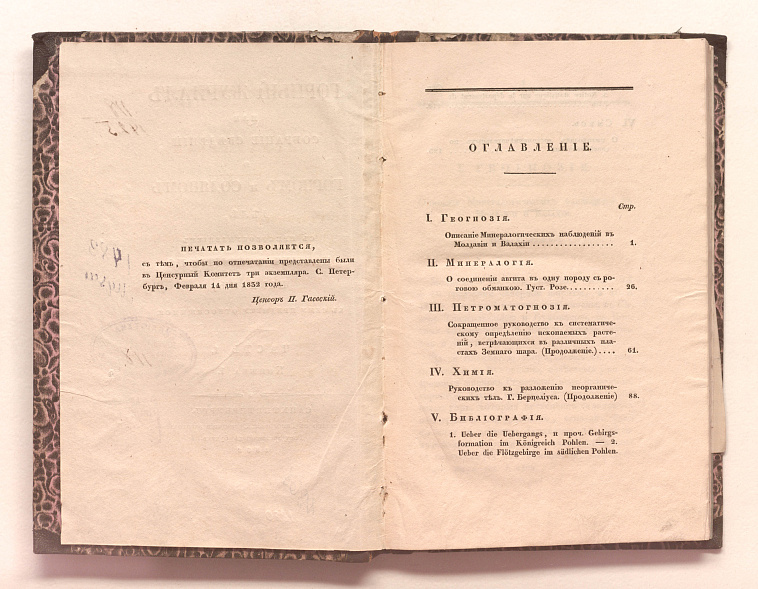 ПЕЧАТАТЬ ПОЗВОЛЯЕТСЯ,
съ тѣмъ, чтобы по отпечатаніи представлены были
въ Ценсурный Комитетъ три экземпляра. С. Петер-
бургъ, Февраля 14 дня 1832 года.
Ценсоръ П. Гаевскій.
ОГЛАВЛЕНІЕ.
Стр.
I. Геогнозія.
Описаніе Минералогическихъ наблюденій въ
Молдавіи и Валахіи ................. 1.
II. Минералогія.
О соединеніи авгита въ одну породу съ ро-
говою обманкою. Густ. Розе.......... 26.
III. Петроматогнозія.
Сокращенное руководство къ систематиче-
скому опредѣленію ископаемыхъ расте-
ній, встрѣчающихся въ различныхъ пла-
стахъ Земнаго шара. (Продолженіе.).... 61.
IV. Химія.
Руководство къ разложенію неорганиче-
скихъ тѣлъ. Г. Берцеліуса. (Продолженіе) 88.
V. Библіографія.
1. Ueber die Uebergangs, и проч. Gebirgs-
formation im Königreich Pohlen. — 2.
Ueber die Flötzgebirge im südlichen Pohlen.